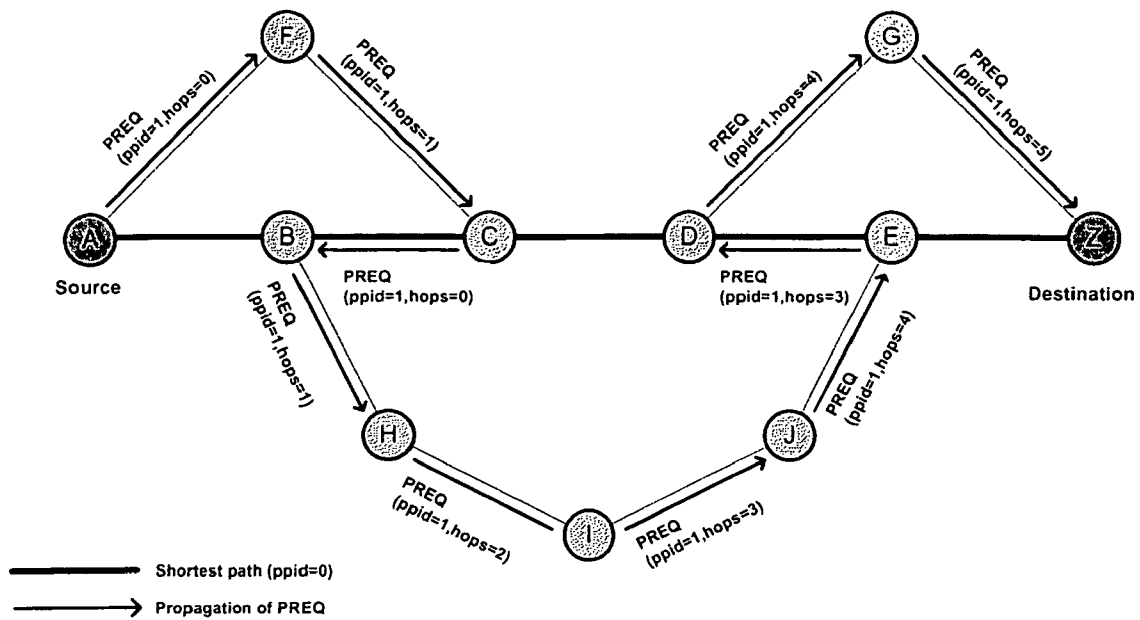 F
G
PREQ
(ppid=1,hops=0)
PREQ
(ppid=1,hops=1)
PREQ
(ppid=1,hops=4)
PREQ
(ppid=1,hops=5)
A
B
C
D
E
Z
Source
Destination
PREQ
(ppid=1,hops=0)
PREQ
(ppid=1,hops=3)
PREQ
(ppid=1,hops=1)
PREQ
(ppid=1,hops=4)
H
J
PREQ
(ppid=1,hops=2)
I
PREQ
(ppid=1,hops=3)
Shortest path (ppid=0)
Propagation of PREQ